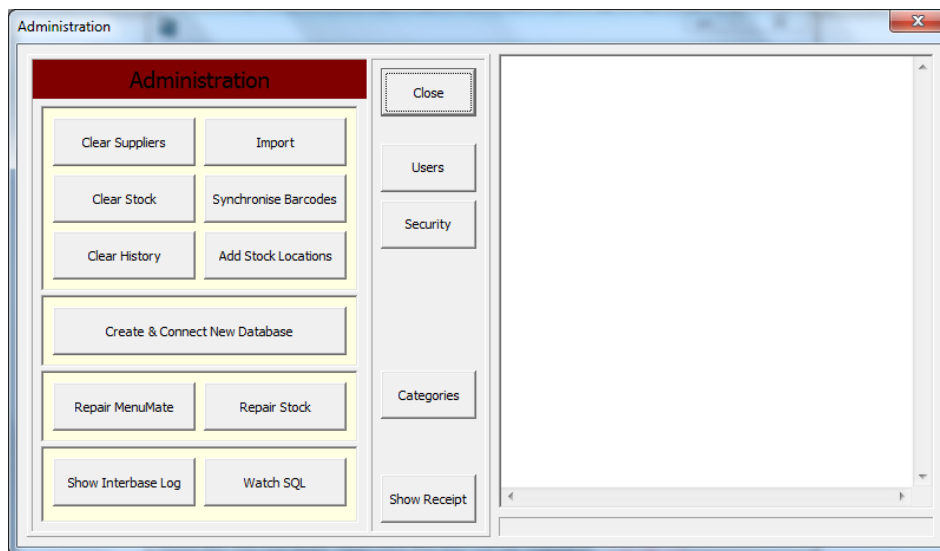 Administration
Administration
Close
Clear Suppliers
Import
Users
Clear Stock
Synchronise Barcodes
Security
Clear History
Add Stock Locations
Create & Connect New Database
Categories
Repair MenuMate
Repair Stock
Show Interbase Log
Watch SQL
Show Receipt